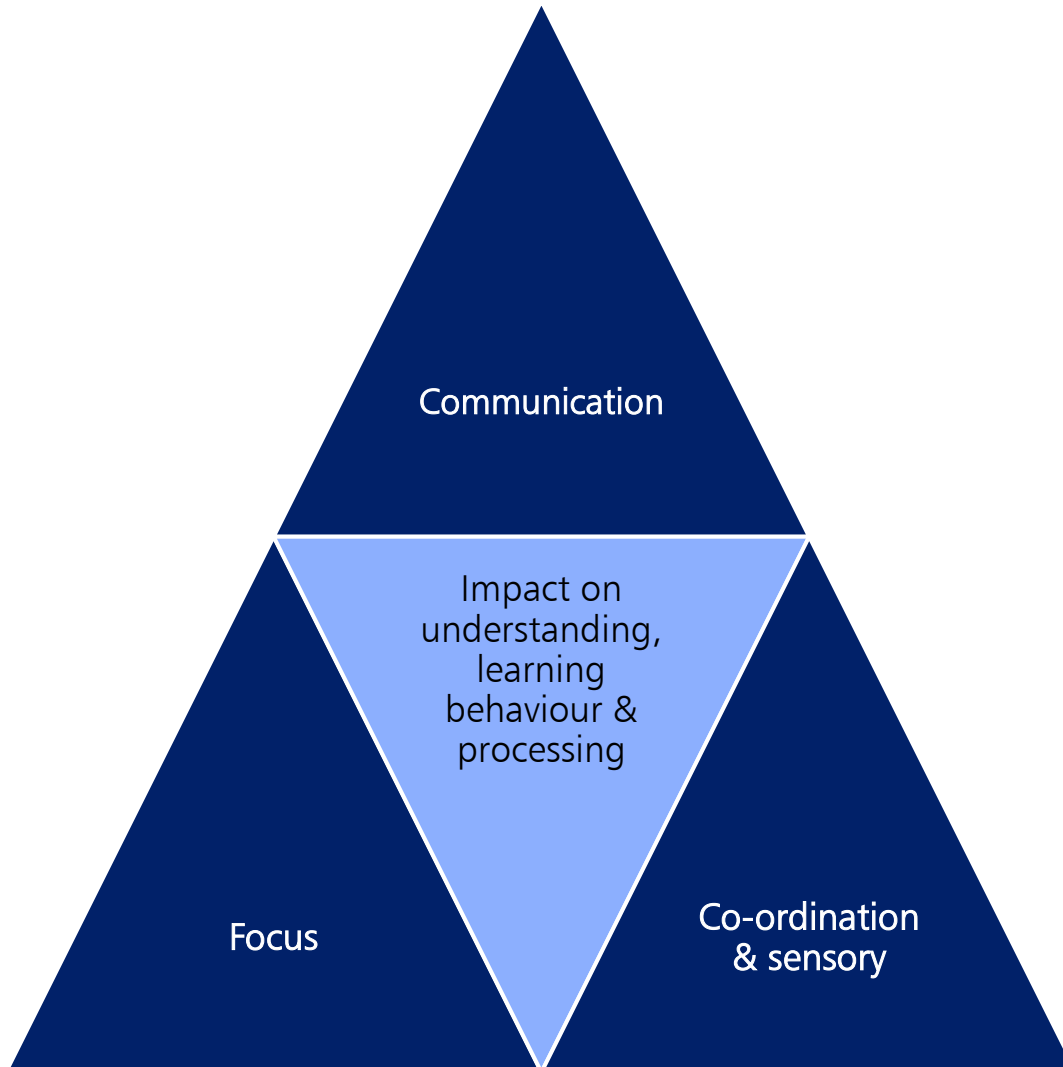 Communication
Impact on
understanding,
learning
behaviour &
processing
Focus
Co-ordination
& sensory